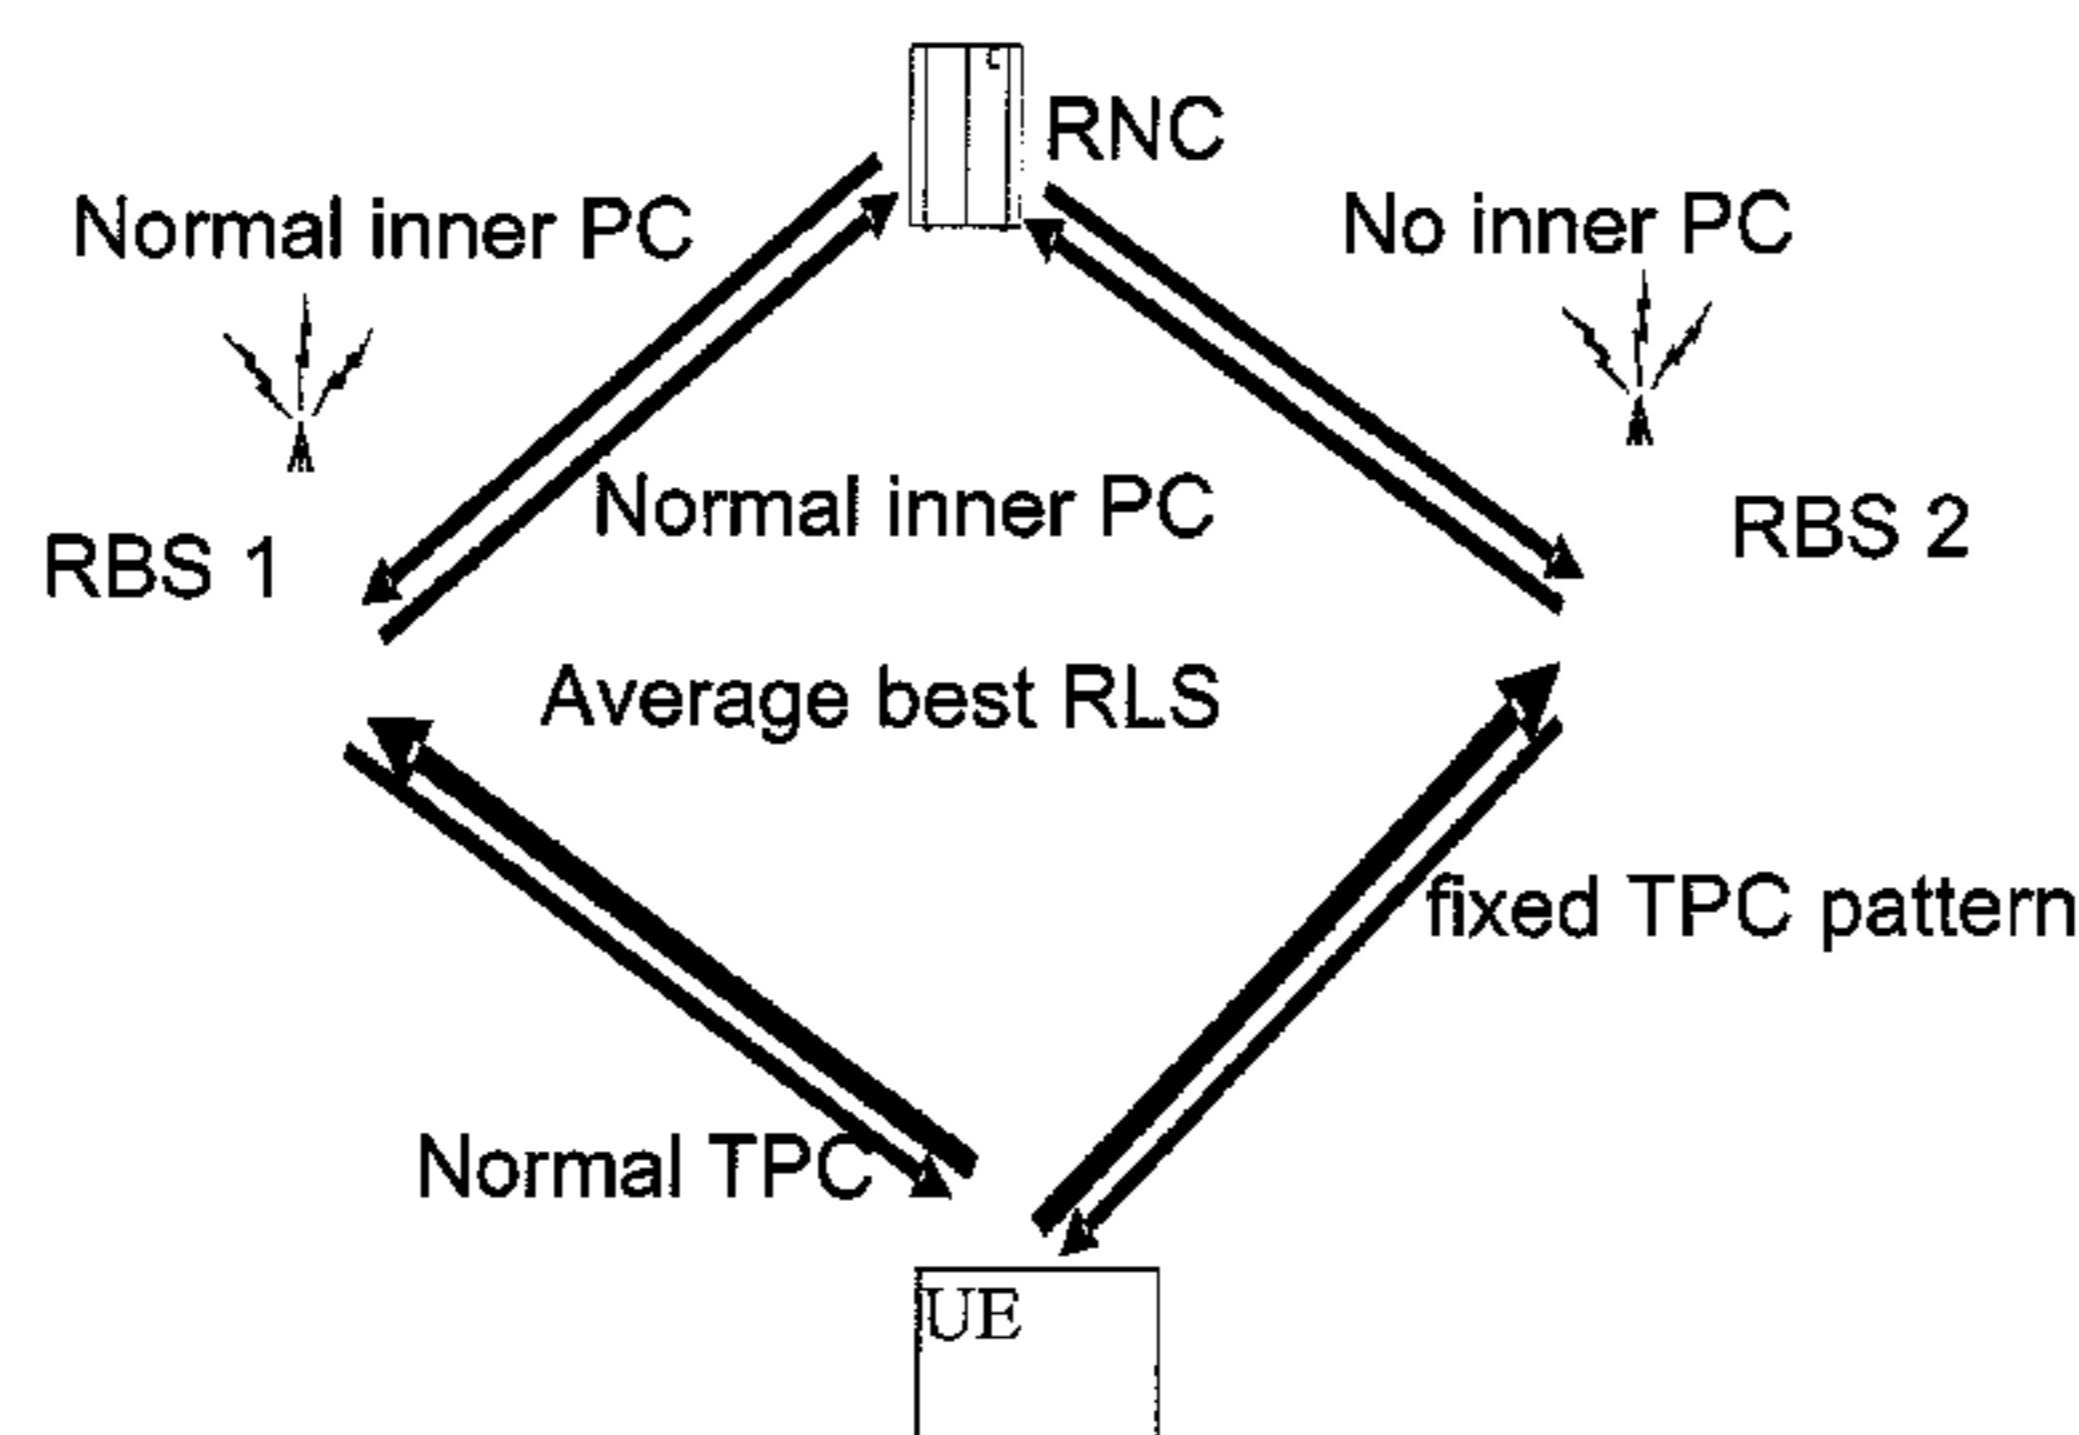 RNC
Normal inner PC
No inner PC
Normal inner PC
RBS 1
RBS 2
Average best RLS
fixed TPC pattern
Normal TPC
UE